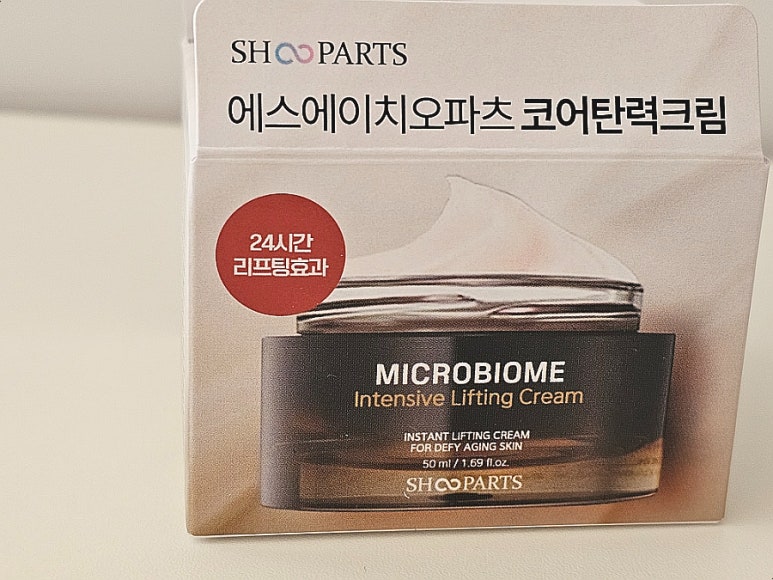 SH∞PARTS
에스에이치오파츠 코어탄력크림
24시간
리프팅효과
MICROBIOME
Intensive Lifting Cream
INSTANT LIFTING CREAM
FOR DEFY AGING SKIN
50 ml / 1.69 fl.oz.
SH∞PARTS